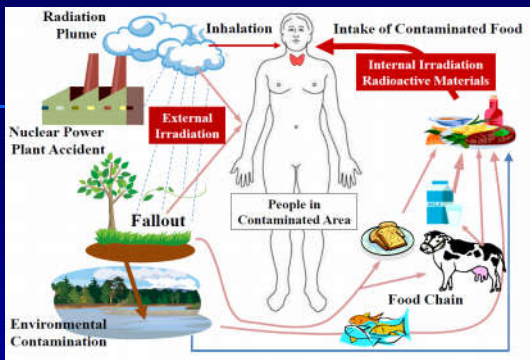 Radiation
Plume
Inhalation
Intake of Contaminated Food
Internal Irradiation
Radioactive Materials
External
Irradiation
Nuclear Power
Plant Accident
Fallout
People in
Contaminated Area
MILK
Food Chain
Environmental
Contamination